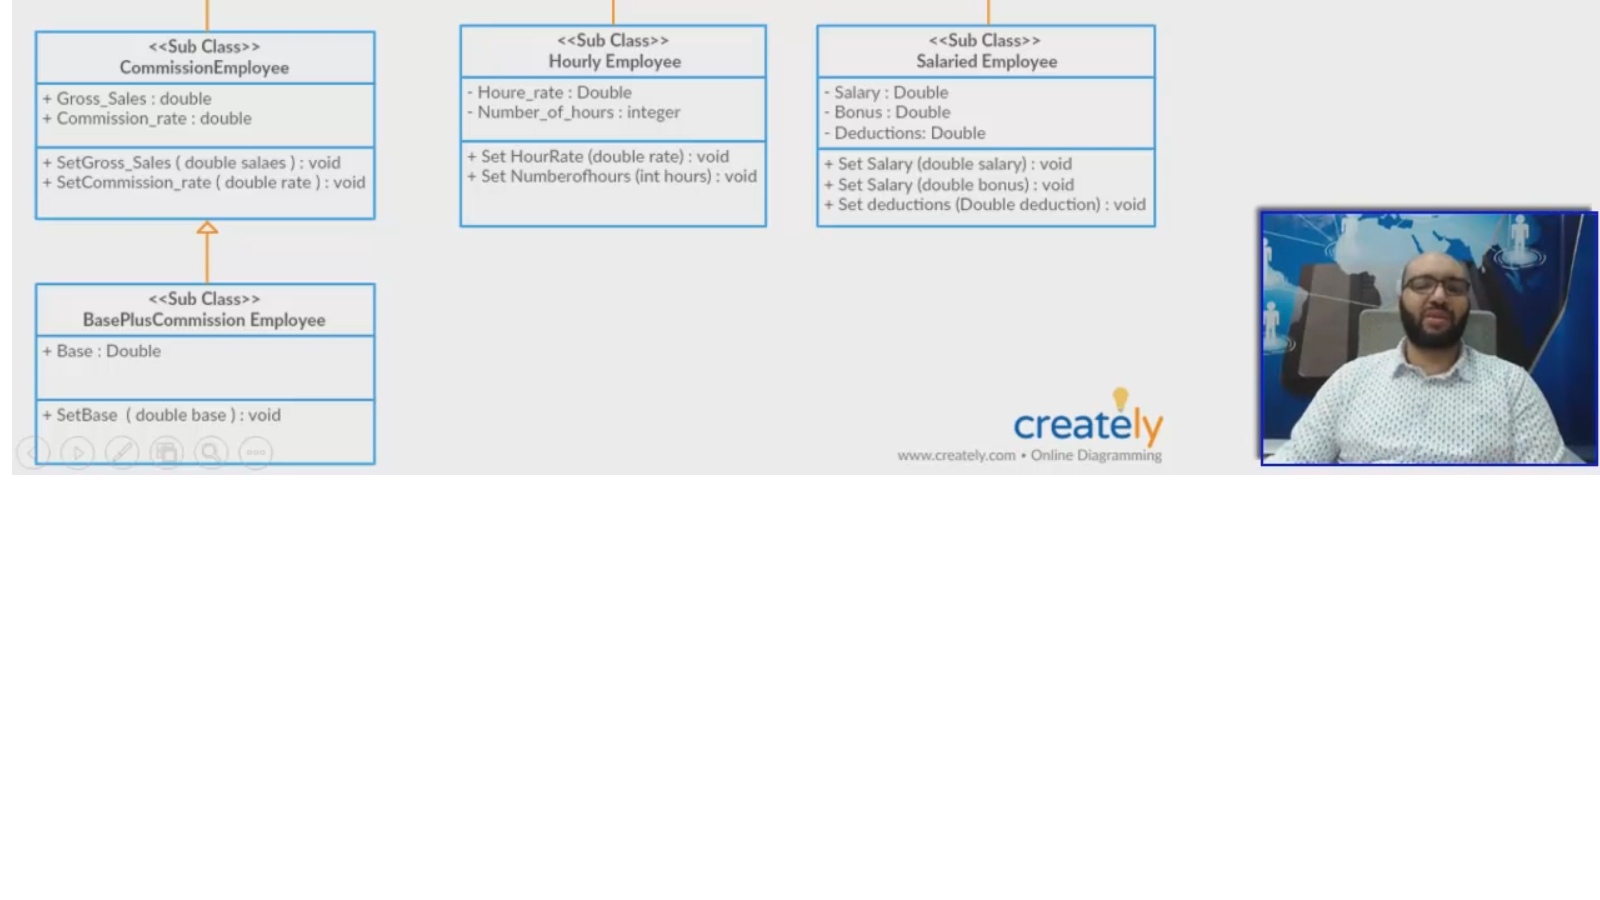 <<Sub Class>>
CommissionEmployee
+ Gross_Sales : double
+ Commission_rate : double
+ SetGross_Sales ( double salaes ) : void
+ SetCommission_rate ( double rate ) : void
<<Sub Class>>
Hourly Employee
- Houre_rate : Double
- Number_of_hours : integer
+ Set HourRate (double rate) : void
+ Set Numberofhours (int hours) : void
<<Sub Class>>
Salaried Employee
- Salary : Double
- Bonus : Double
- Deductions: Double
+ Set Salary (double salary) : void
+ Set Salary (double bonus) : void
+ Set deductions (Double deduction) : void
<<Sub Class>>
BasePlusCommission Employee
+ Base : Double
+ SetBase ( double base ) : void
creately
www.creately.com • Online Diagramming